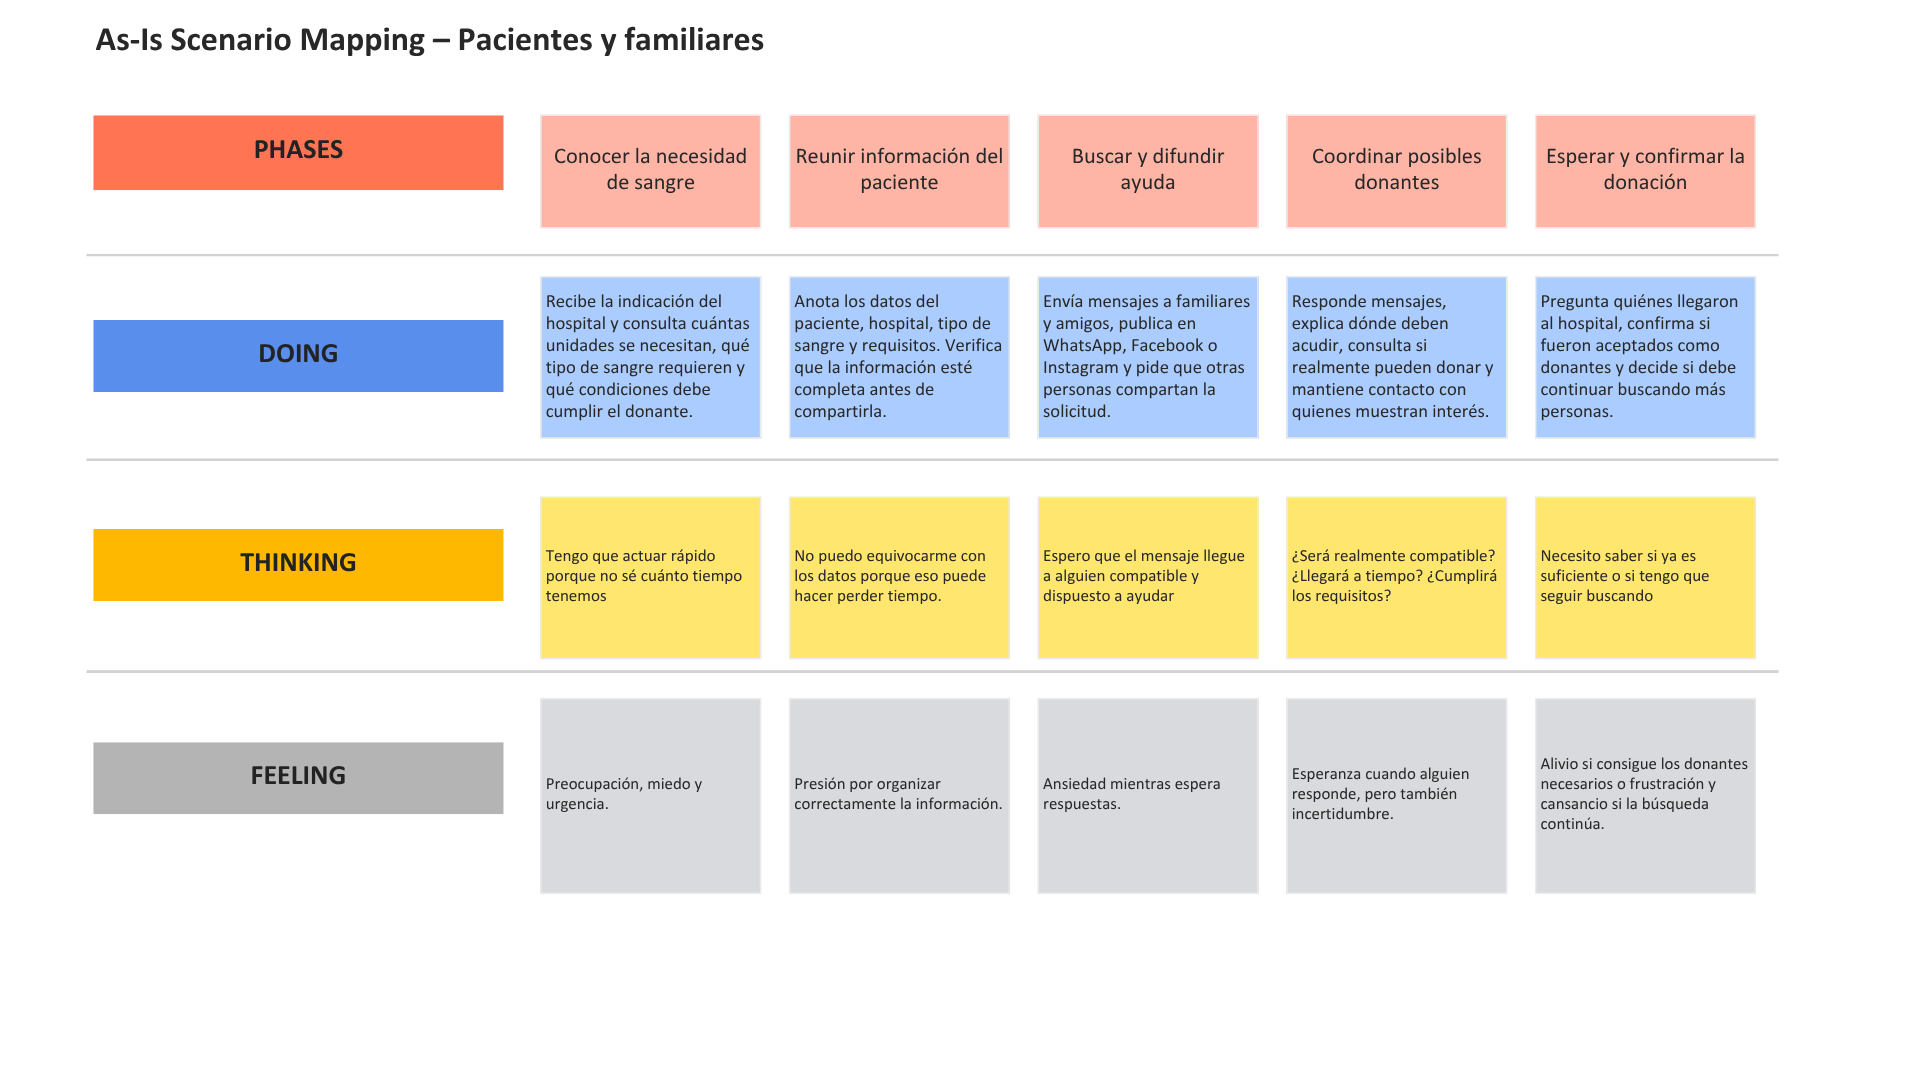 As-Is Scenario Mapping – Pacientes y familiares
PHASES
Conocer la necesidad
de sangre
Reunir información del
paciente
Buscar y difundir
ayuda
Coordinar posibles
donantes
Esperar y confirmar la
donación
DOING
Recibe la indicación del
hospital y consulta cuántas
unidades se necesitan, qué
tipo de sangre requieren y
qué condiciones debe
cumplir el donante.
Anota los datos del
paciente, hospital, tipo de
sangre y requisitos. Verifica
que la información esté
completa antes de
compartirla.
Envía mensajes a familiares
y amigos, publica en
WhatsApp, Facebook o
Instagram y pide que otras
personas compartan la
solicitud.
Responde mensajes,
explica dónde deben
acudir, consulta si
realmente pueden donar y
mantiene contacto con
quienes muestran interés.
Pregunta quiénes llegaron
al hospital, confirma si
fueron aceptados como
donantes y decide si debe
continuar buscando más
personas.
THINKING
Tengo que actuar rápido
porque no sé cuánto tiempo
tenemos
No puedo equivocarme con
los datos porque eso puede
hacer perder tiempo.
Espero que el mensaje llegue
a alguien compatible y
dispuesto a ayudar
¿Será realmente compatible?
¿Llegará a tiempo? ¿Cumplirá
los requisitos?
Necesito saber si ya es
suficiente o si tengo que
seguir buscando
FEELING
Preocupación, miedo y
urgencia.
Presión por organizar
correctamente la información.
Ansiedad mientras espera
respuestas.
Esperanza cuando alguien
responde, pero también
incertidumbre.
Alivio si consigue los donantes
necesarios o frustración y
cansancio si la búsqueda
continúa.